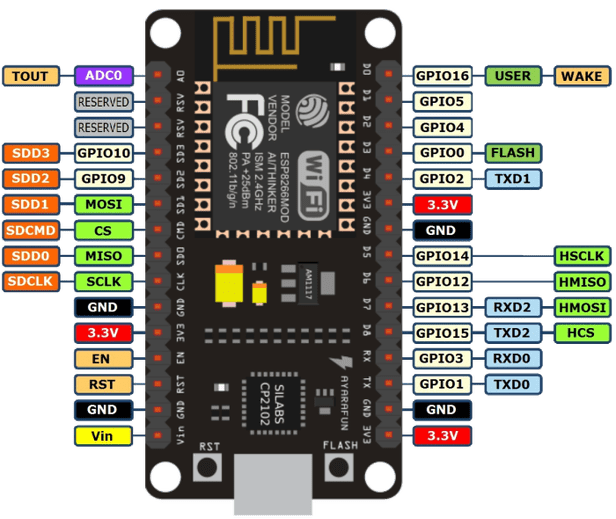 TOUT ADC0
RESERVED
RESERVED
SDD3 GPIO10
SDD2 GPIO9
SDD1 MOSI
SDCMD CS
SDD0 MISO
SDCLK SCLK
GND
3.3V
EN
RST
GND
Vin
A0
RSV
RSV
SD3
SD2
SD1
CMD
SD0
CLK
GND
3V3
EN
RST
GND
Vin
MODEL
VENDOR
ESP8266MOD
AITHINKER
ISM 2.4GHz
PA +25dBm
802.11b/g/n
FC
WiFi
AM1117
SILABS
CP2102
AYARAFUN
RST
FLASH
D0
D1
D2
D3
D4
3V3
GND
D5
D6
D7
D8
RX
TX
GND
3V3
GPIO16 USER WAKE
GPIO5
GPIO4
GPIO0 FLASH
GPIO2 TXD1
3.3V
GND
GPIO14 HSCLK
GPIO12 HMISO
GPIO13 RXD2 HMOSI
GPIO15 TXD2 HCS
GPIO3 RXD0
GPIO1 TXD0
GND
3.3V